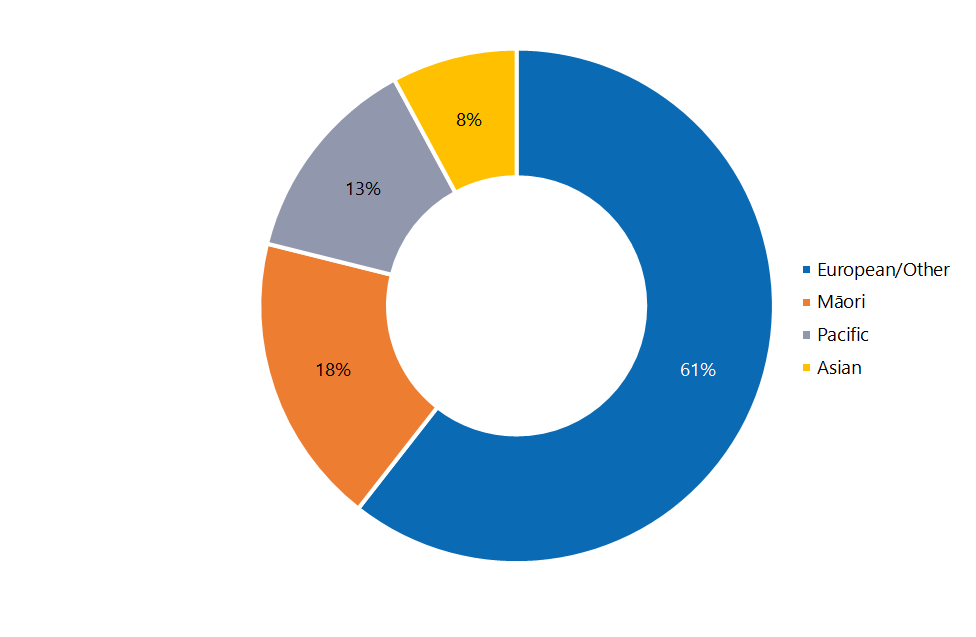 8%
13%
18%
61%
European/Other
Māori
Pacific
Asian